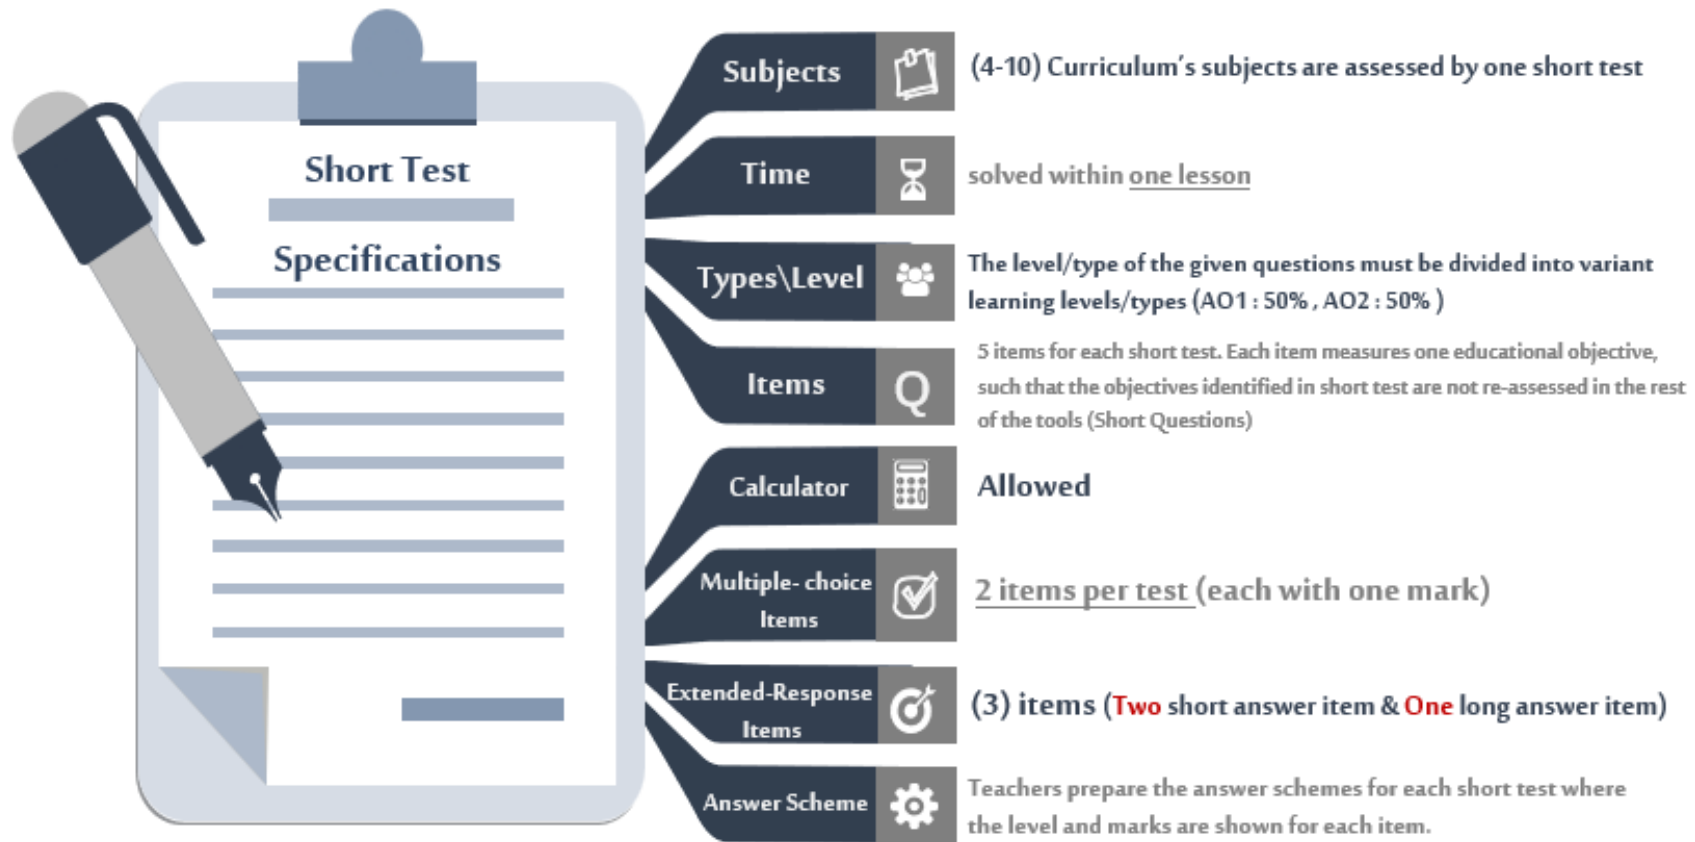 Short Test
Specifications
Subjects
(4-10) Curriculum's subjects are assessed by one short test
Time
solved within one lesson
Types\Level
The level/type of the given questions must be divided into variant
learning levels/types (AO1 : 50% , AO2 : 50% )
Items
Q
5 items for each short test. Each item measures one educational objective,
such that the objectives identified in short test are not re-assessed in the rest
of the tools (Short Questions)
Calculator
Allowed
Multiple- choice
Items
2 items per test (each with one mark)
Extended-Response
Items
(3) items (Two short answer item & One long answer item)
Answer Scheme
Teachers prepare the answer schemes for each short test where
the level and marks are shown for each item.